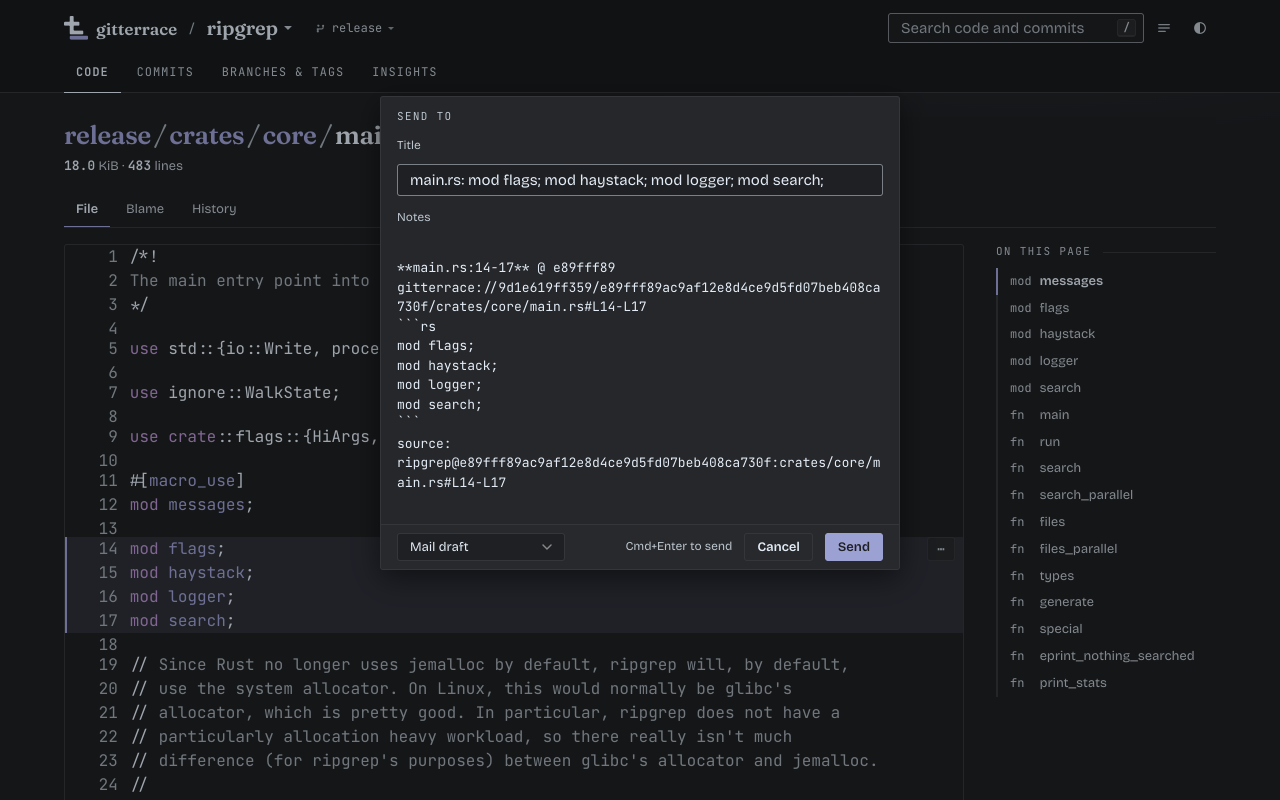 gitterrace / ripgrep release
Search code and commits /
CODE COMMITS BRANCHES & TAGS INSIGHTS
release/crates/core/mai
18.0 KiB · 483 lines
File Blame History
1 /*!
2 The main entry point into
3 */
4
5 use std::{io::Write, proce
6
7 use ignore::WalkState;
8
9 use crate::flags::{HiArgs,
10
11 #[macro_use]
12 mod messages;
13
14 mod flags;
15 mod haystack;
16 mod logger;
17 mod search;
18
19 // Since Rust no longer uses jemalloc by default, ripgrep will, by default,
20 // use the system allocator. On Linux, this would normally be glibc's
21 // allocator, which is pretty good. In particular, ripgrep does not have a
22 // particularly allocation heavy workload, so there really isn't much
23 // difference (for ripgrep's purposes) between glibc's allocator and jemalloc.
24 //
SEND TO
Title
main.rs: mod flags; mod haystack; mod logger; mod search;
Notes
**main.rs:14-17** @ e89fff89
gitterrace://9d1e619ff359/e89fff89ac9af12e8d4ce9d5fd07beb408ca
730f/crates/core/main.rs#L14-L17
```rs
mod flags;
mod haystack;
mod logger;
mod search;
```
source:
ripgrep@e89fff89ac9af12e8d4ce9d5fd07beb408ca730f:crates/core/m
ain.rs#L14-L17
Mail draft Cmd+Enter to send Cancel Send
…
ON THIS PAGE
mod messages
mod flags
mod haystack
mod logger
mod search
fn main
fn run
fn search
fn search_parallel
fn files
fn files_parallel
fn types
fn generate
fn special
fn eprint_nothing_searched
fn print_stats